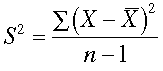 S² = ∑(X − X̅)² / n − 1